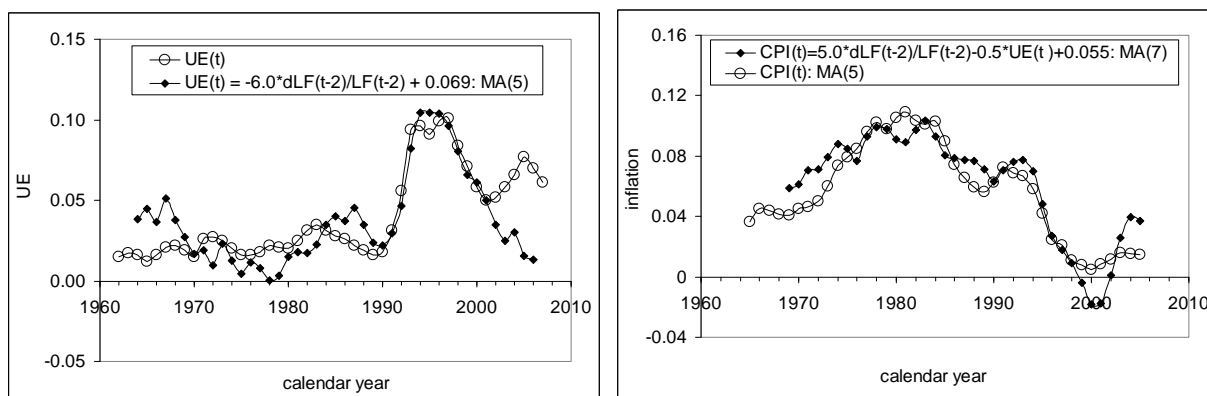 0.15
0.10
0.05
0.00
-0.05
UE
UE(t)
UE(t) = -6.0*dLF(t-2)/LF(t-2) + 0.069: MA(5)
1960 1970 1980 1990 2000 2010
calendar year
0.16
0.12
0.08
0.04
0
-0.04
inflation
CPI(t)=5.0*dLF(t-2)/LF(t-2)-0.5*UE(t )+0.055: MA(7)
CPI(t): MA(5)
1960 1970 1980 1990 2000 2010
calendar year